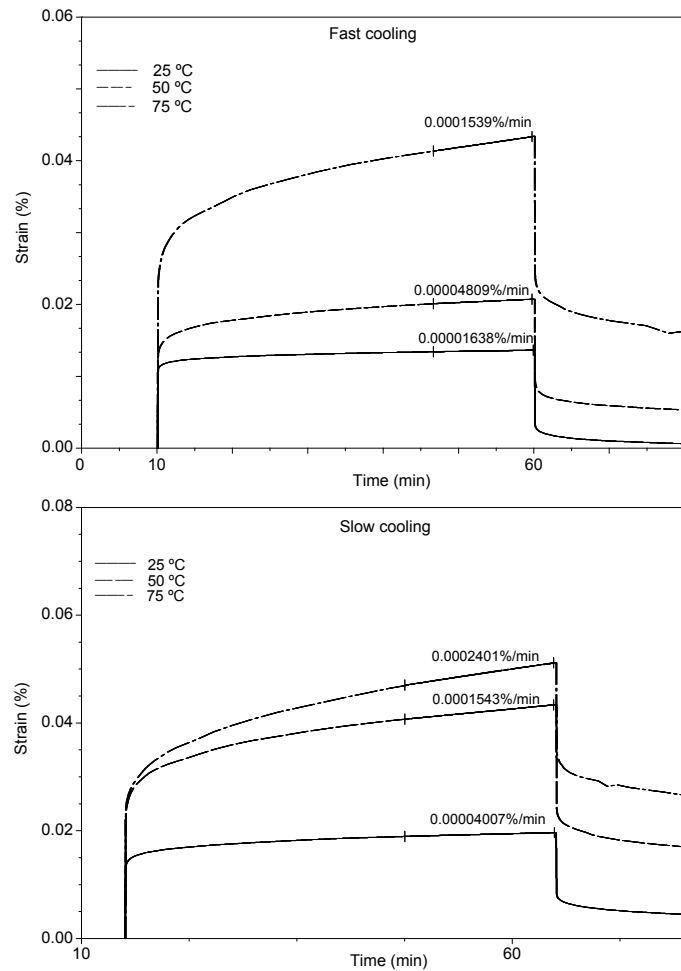 0.06
Fast cooling
25 ºC
50 ºC
75 ºC
0.0001539%/min
0.04
Strain (%)
0.00004809%/min
0.02
0.00001638%/min
0.00
0 10 60
Time (min)
0.08
Slow cooling
25 ºC
50 ºC
75 ºC
0.06
0.0002401%/min
0.0001543%/min
0.04
Strain (%)
0.00004007%/min
0.02
0.00
10 60
Time (min)